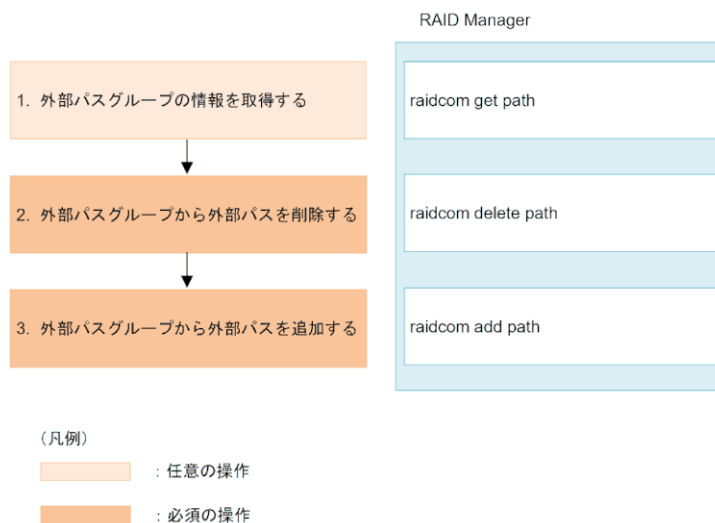 RAID Manager
1. 外部パスグループの情報を取得する
raidcom get path
2. 外部パスグループから外部パスを削除する
raidcom delete path
3. 外部パスグループから外部パスを追加する
raidcom add path
（凡例）
：任意の操作
：必須の操作